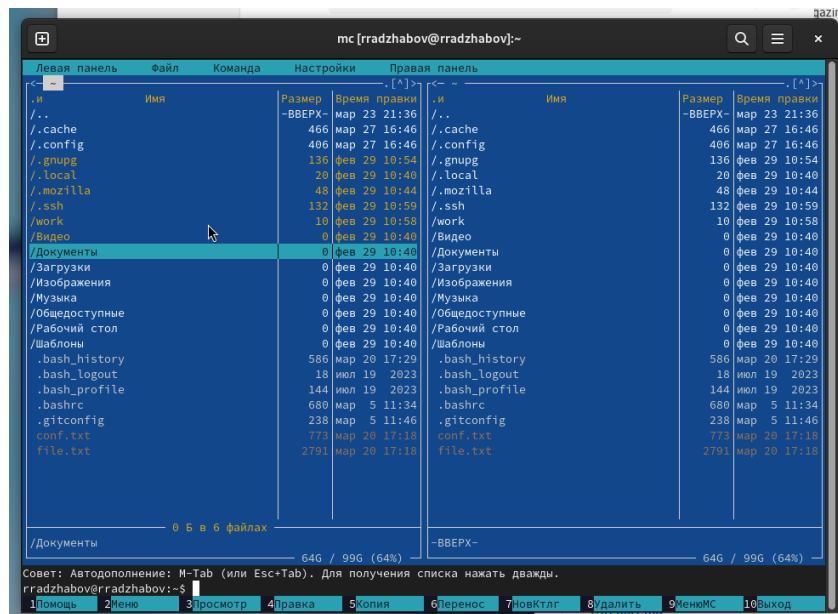 gazin
mc [rradzhabov@rradzhabov]:~
Левая панель Файл Команда Настройки Правая панель
<- ~ .[^]> <- ~ .[^]>
.и Имя Размер Время правки .и Имя Размер Время правки
/.. -ВВЕРХ- мар 23 21:36 /.. -ВВЕРХ- мар 23 21:36
/.cache 466 мар 27 16:46 /.cache 466 мар 27 16:46
/.config 406 мар 27 16:46 /.config 406 мар 27 16:46
/.gnupg 136 фев 29 10:54 /.gnupg 136 фев 29 10:54
/.local 20 фев 29 10:40 /.local 20 фев 29 10:40
/.mozilla 48 фев 29 10:44 /.mozilla 48 фев 29 10:44
/.ssh 132 фев 29 10:59 /.ssh 132 фев 29 10:59
/work 10 фев 29 10:58 /work 10 фев 29 10:58
/Видео 0 фев 29 10:40 /Видео 0 фев 29 10:40
/Документы 0 фев 29 10:40 /Документы 0 фев 29 10:40
/Загрузки 0 фев 29 10:40 /Загрузки 0 фев 29 10:40
/Изображения 0 фев 29 10:40 /Изображения 0 фев 29 10:40
/Музыка 0 фев 29 10:40 /Музыка 0 фев 29 10:40
/Общедоступные 0 фев 29 10:40 /Общедоступные 0 фев 29 10:40
/Рабочий стол 0 фев 29 10:40 /Рабочий стол 0 фев 29 10:40
/Шаблоны 0 фев 29 10:40 /Шаблоны 0 фев 29 10:40
.bash_history 586 мар 20 17:29 .bash_history 586 мар 20 17:29
.bash_logout 18 июл 19 2023 .bash_logout 18 июл 19 2023
.bash_profile 144 июл 19 2023 .bash_profile 144 июл 19 2023
.bashrc 680 мар 5 11:34 .bashrc 680 мар 5 11:34
.gitconfig 238 мар 5 11:46 .gitconfig 238 мар 5 11:46
conf.txt 773 мар 20 17:18 conf.txt 773 мар 20 17:18
file.txt 2791 мар 20 17:18 file.txt 2791 мар 20 17:18
0 Б в 6 файлах
/Документы -ВВЕРХ-
64G / 99G (64%) 64G / 99G (64%)
Совет: Автодополнение: M-Tab (или Esc+Tab). Для получения списка нажать дважды.
rradzhabov@rradzhabov:~$
1Помощь 2Меню 3Просмотр 4Правка 5Копия 6Перенос 7НовКтлг 8Удалить 9МенюMC 10Выход